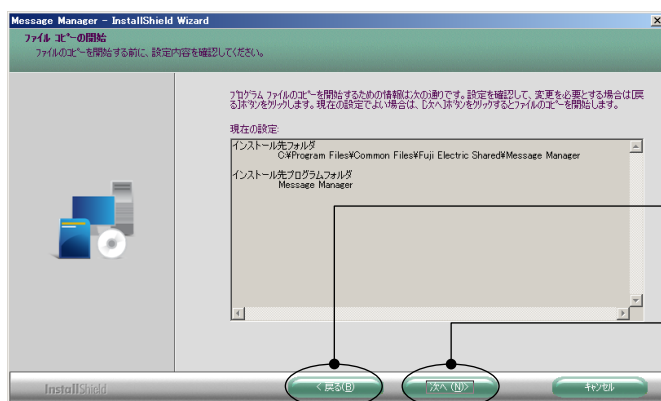 Message Manager - InstallShield Wizard
ファイル コピーの開始
ファイルのコピーを開始する前に、設定内容を確認してください。
プログラム ファイルのコピーを開始するための情報は次の通りです。設定を確認して、変更を必要とする場合は[戻
る]ボタンをクリックします。現在の設定でよい場合は、[次へ]ボタンをクリックするとファイルのコピーを開始します。
現在の設定:
インストール先フォルダ
C:¥Program Files¥Common Files¥Fuji Electric Shared¥Message Manager
インストール先プログラムフォルダ
Message Manager
InstallShield
< 戻る(B)
次へ (N)>
キャンセル